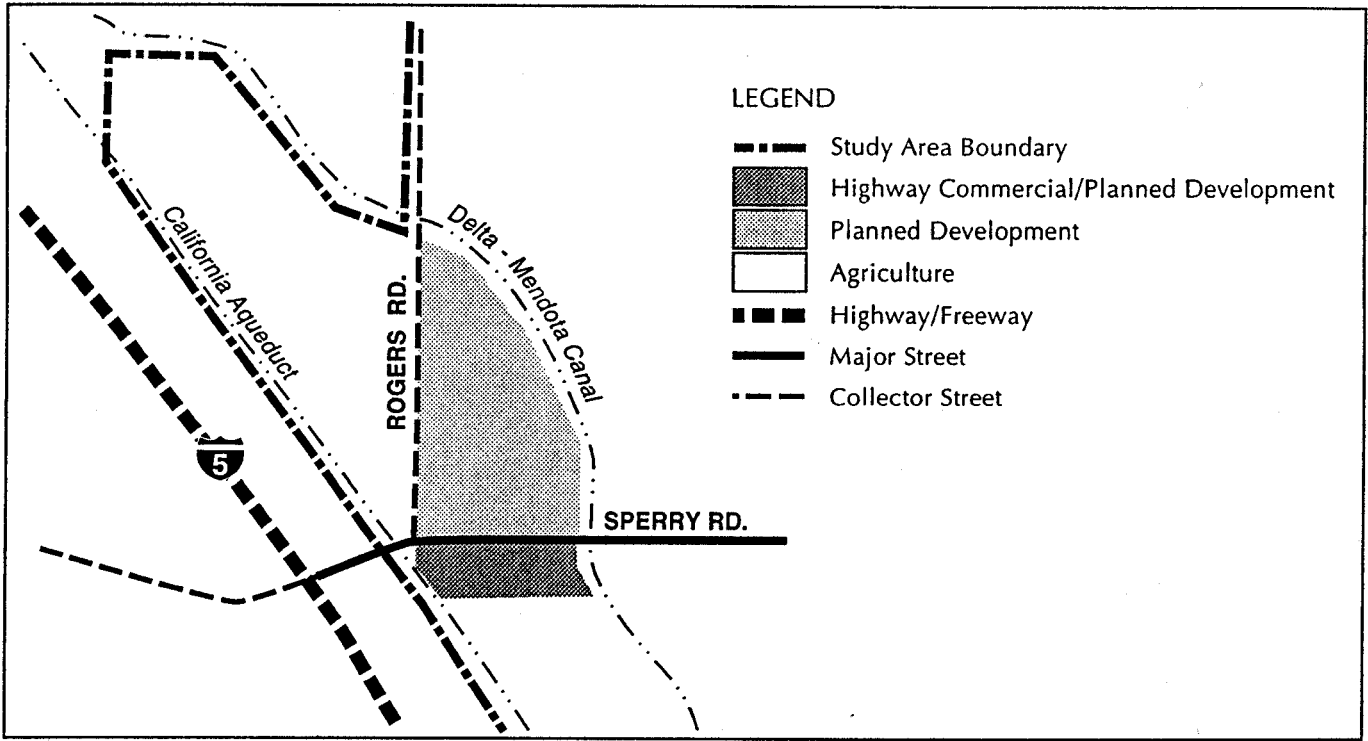 LEGEND
Study Area Boundary
Highway Commercial/Planned Development
Planned Development
Agriculture
Highway/Freeway
Major Street
Collector Street
California Aqueduct
Delta - Mendota Canal
ROGERS RD.
5
SPERRY RD.